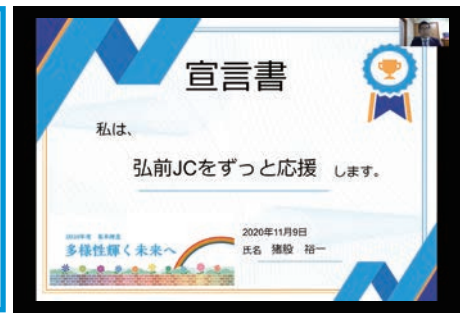 宣言書
私は、
弘前JCをずっと応援 します。
2020年11月9日
多様性輝く未来へ
氏名 猪股 裕一